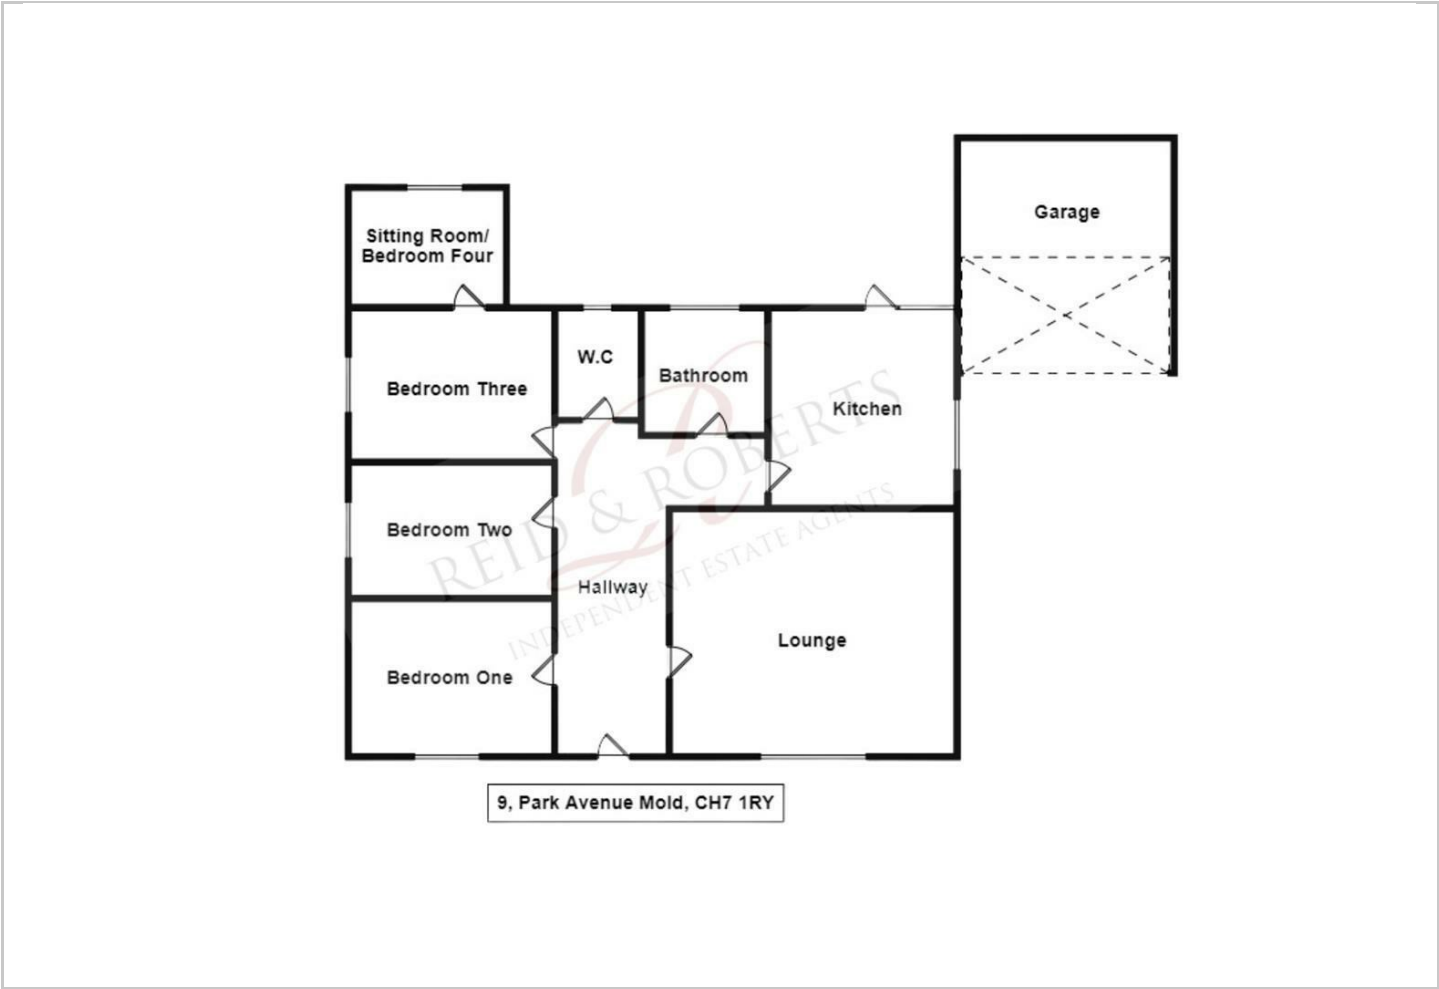 Garage
Sitting Room/
Bedroom Four
W.C
Bathroom
Bedroom Three
Kitchen
Bedroom Two
Hallway
Lounge
Bedroom One
REID & ROBERTS
INDEPENDENT ESTATE AGENTS
9, Park Avenue Mold, CH7 1RY